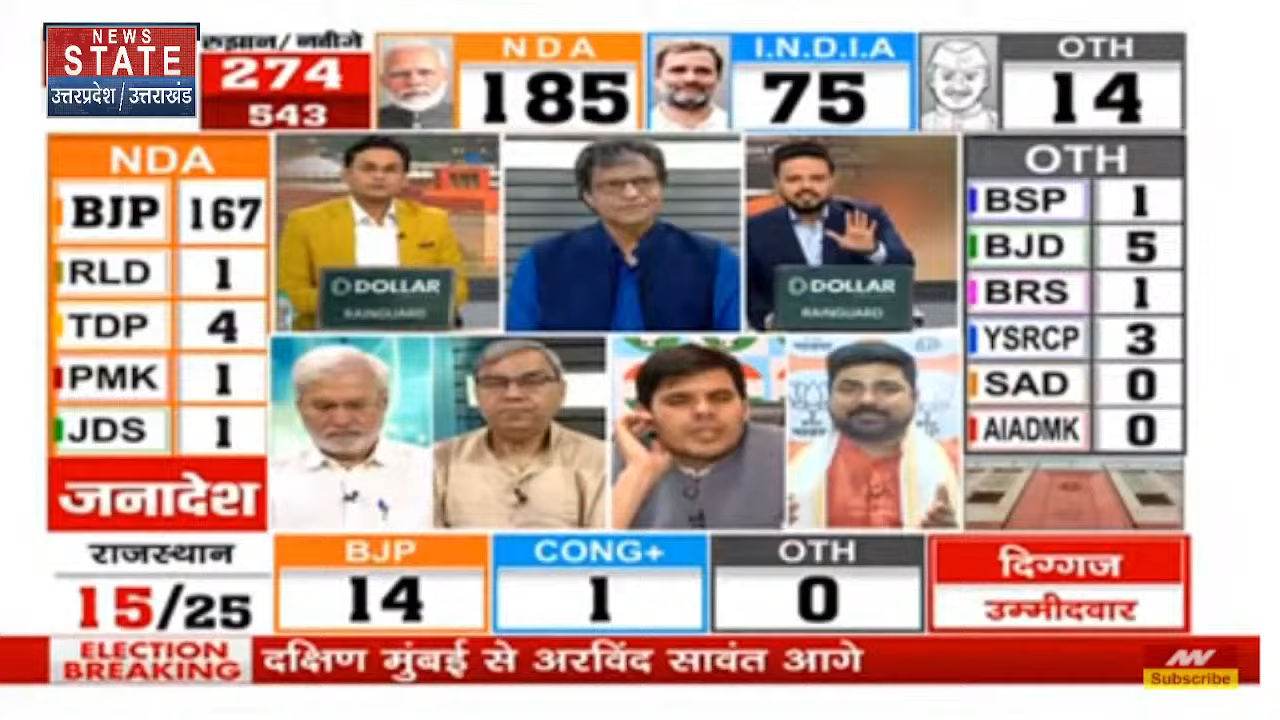 NEWS
STATE
उत्तरप्रदेश/उत्तराखंड
रुझान/नतीजे
274
543
NDA
185
I.N.D.I.A
75
OTH
14
NDA
BJP 167
RLD 1
TDP 4
PMK 1
JDS 1
जनादेश
DOLLAR
RAINGUARD
DOLLAR
RAINGUARD
OTH
BSP 1
BJD 5
BRS 1
YSRCP 3
SAD 0
AIADMK 0
राजस्थान
15/25
BJP
14
CONG+
1
OTH
0
दिग्गज
उम्मीदवार
ELECTION
BREAKING
दक्षिण मुंबई से अरविंद सावंत आगे
Subscribe